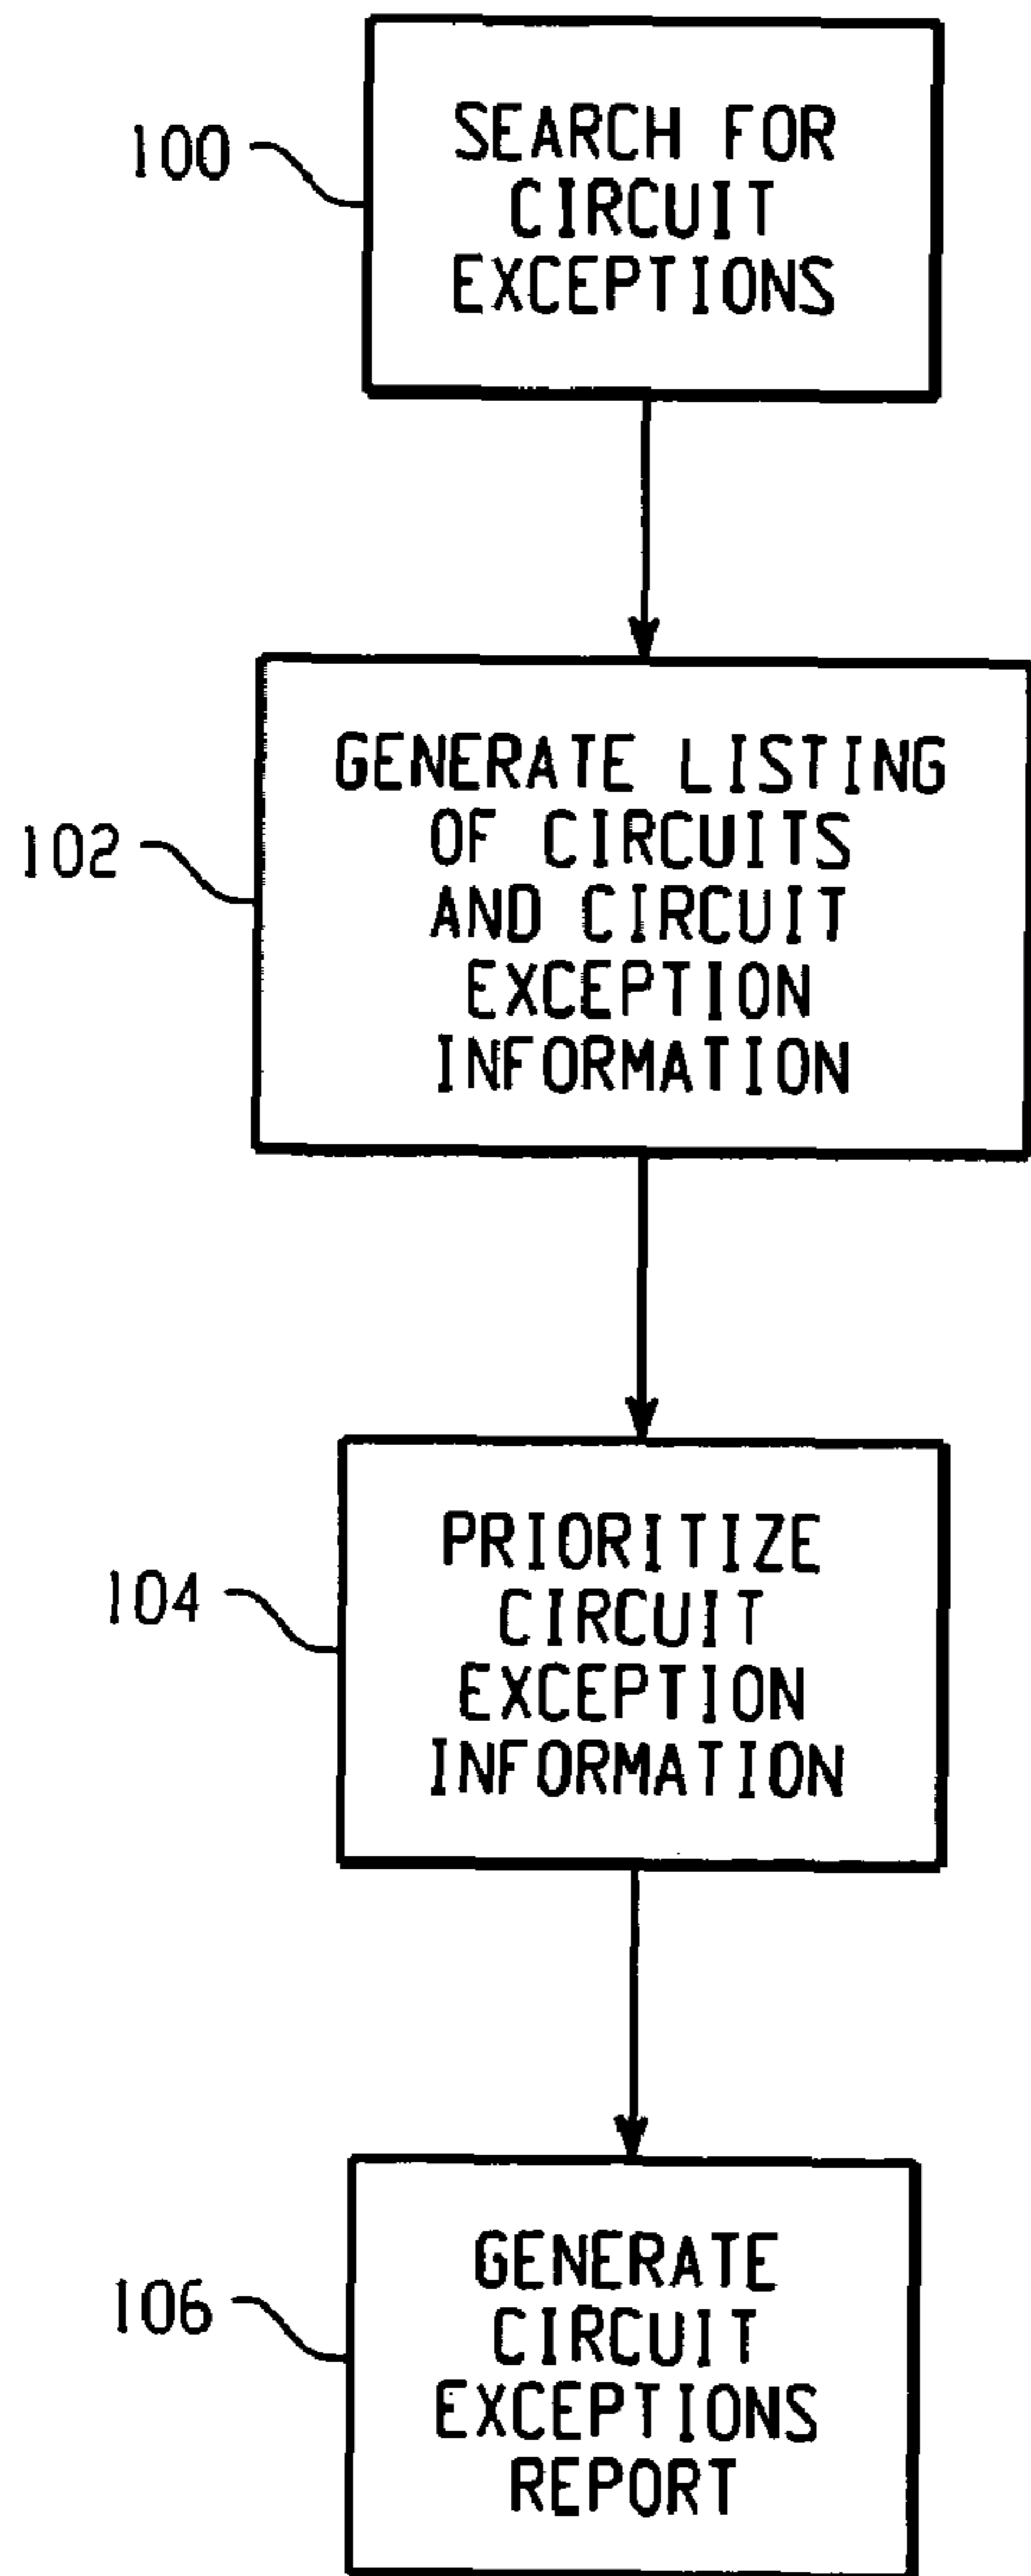 100
SEARCH FOR
CIRCUIT
EXCEPTIONS
102
GENERATE LISTING
OF CIRCUITS
AND CIRCUIT
EXCEPTION
INFORMATION
104
PRIORITIZE
CIRCUIT
EXCEPTION
INFORMATION
106
GENERATE
CIRCUIT
EXCEPTIONS
REPORT